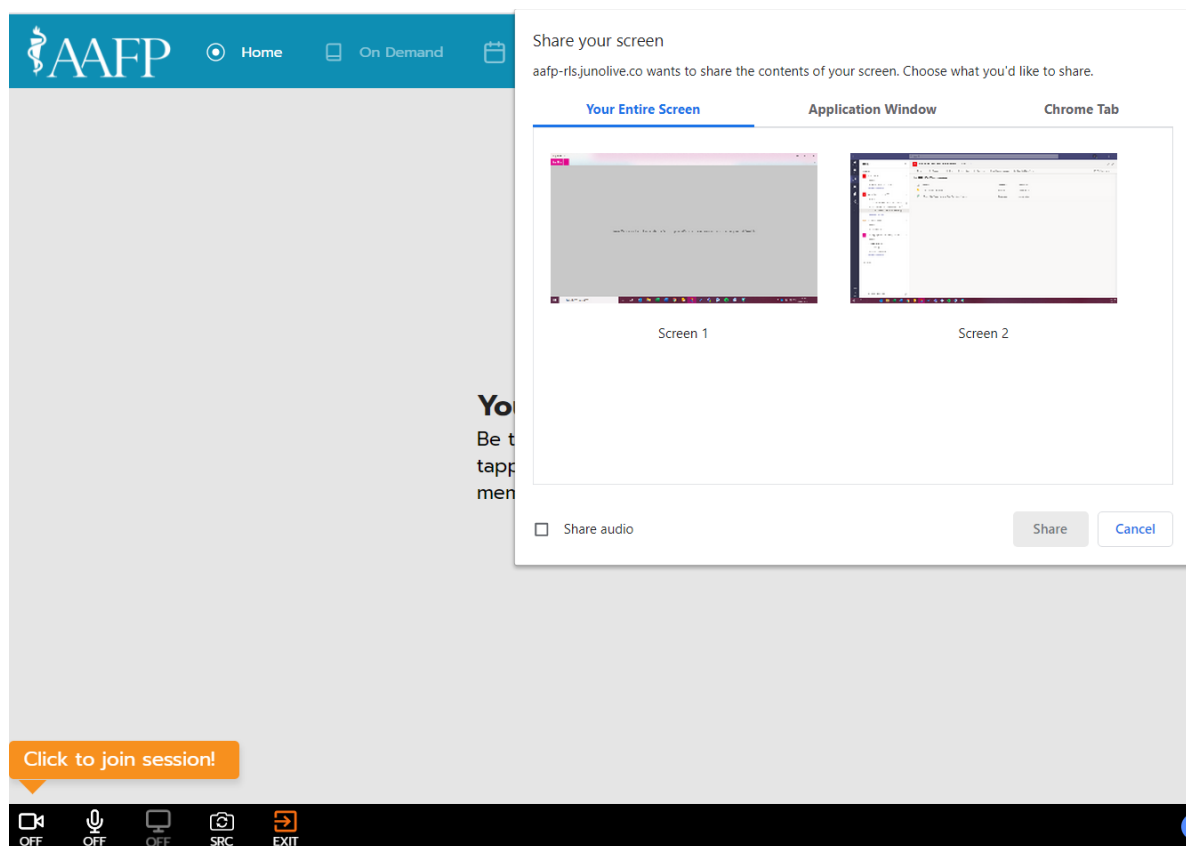 AAFP
Home
On Demand
Share your screen
aafp-rls.junolive.co wants to share the contents of your screen. Choose what you'd like to share.
Your Entire Screen
Application Window
Chrome Tab
Screen 1
Screen 2
You
Be t
tapp
mem
Share audio
Share
Cancel
Click to join session!
OFF
OFF
OFF
SRC
EXIT